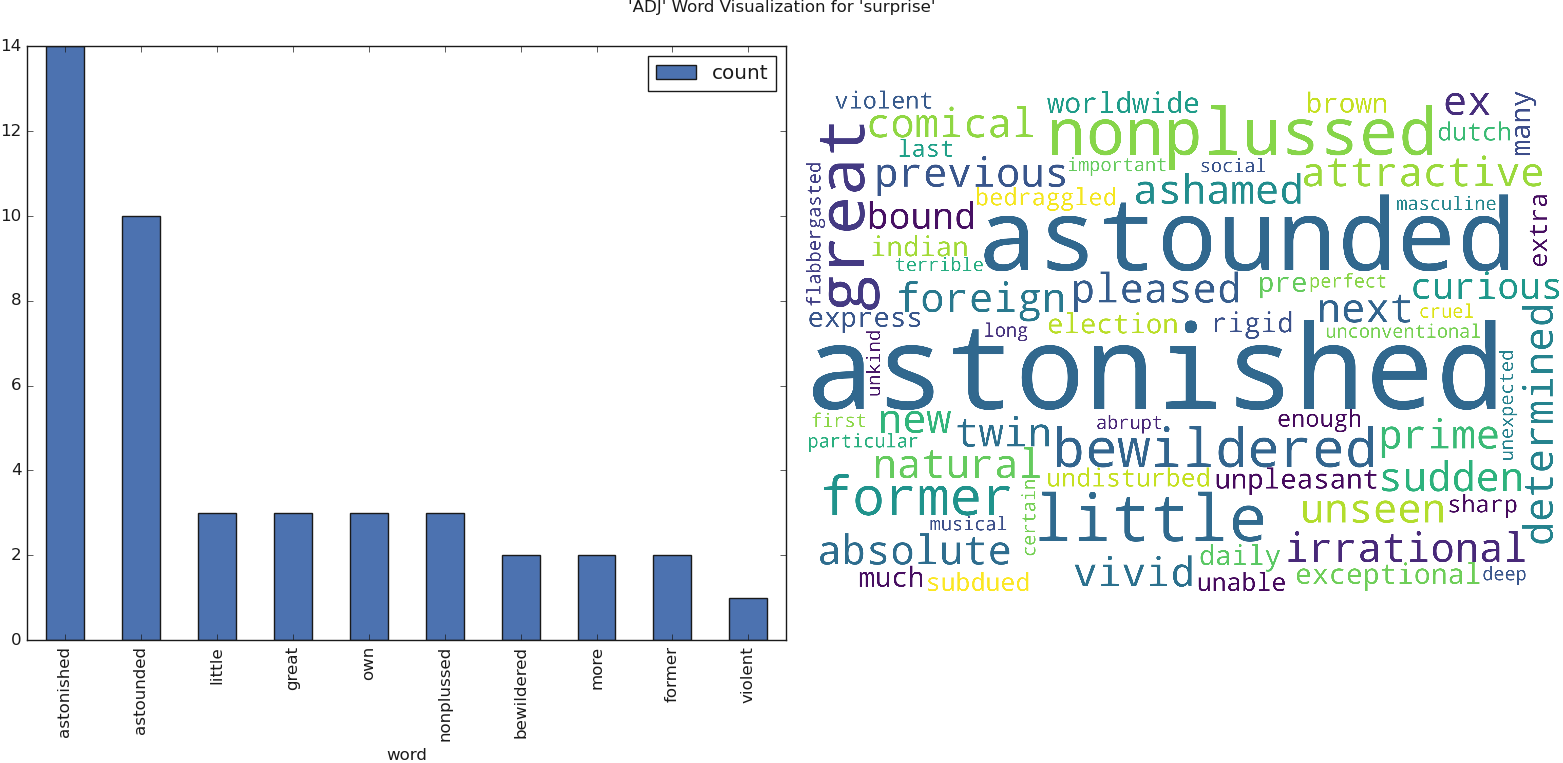 'ADJ' Word Visualization for 'surprise'
14
12
10
8
6
4
2
0
count
astonished
astounded
little
great
own
nonplussed
bewildered
more
former
violent
word
violent
worldwide
brown
ex
many
comical
nonplussed
dutch
great
last
important
social
previous
attractive
flabbergasted
bedraggled
ashamed
masculine
extra
bound
astounded
indian
terrible
foreign
pleased
pre
perfect
curious
express
long
election
rigid
next
cruel
unconventional
determined
unkind
astonished
unexpected
first
new
twin
abrupt
enough
prime
particular
bewildered
natural
undisturbed
unpleasant
sudden
former
certain
little
unseen
sharp
musical
absolute
vivid
daily
irrational
much
subdued
unable
exceptional
deep